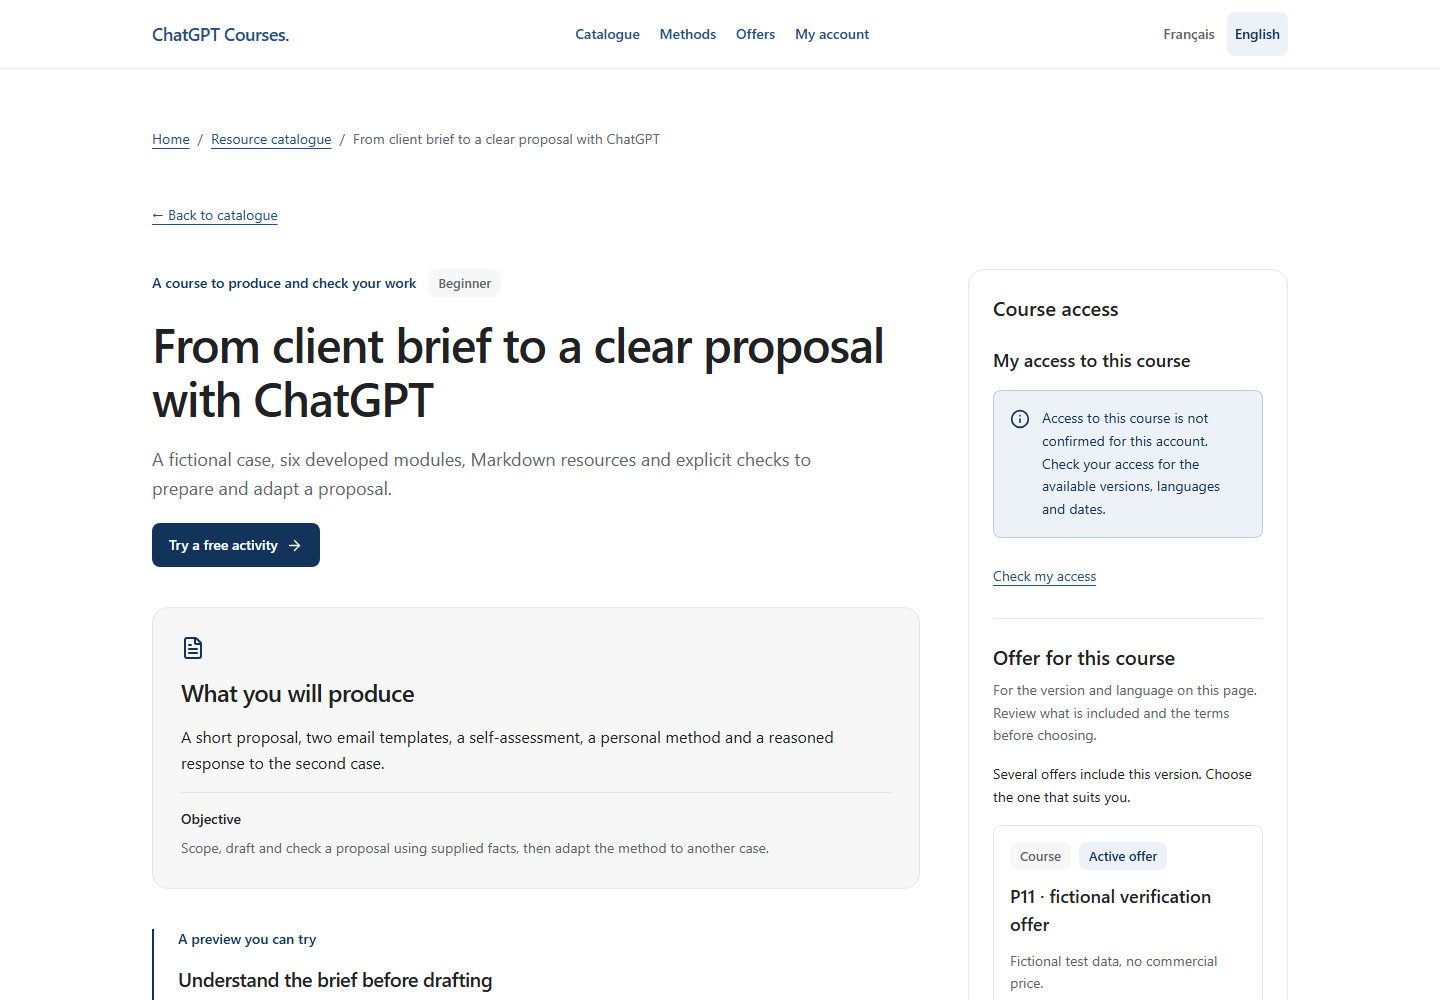 ChatGPT Courses.
Catalogue Methods Offers My account
Français English
Home / Resource catalogue / From client brief to a clear proposal with ChatGPT
← Back to catalogue
A course to produce and check your work Beginner
From client brief to a clear proposal
with ChatGPT
A fictional case, six developed modules, Markdown resources and explicit checks to
prepare and adapt a proposal.
Try a free activity →
What you will produce
A short proposal, two email templates, a self-assessment, a personal method and a reasoned
response to the second case.
Objective
Scope, draft and check a proposal using supplied facts, then adapt the method to another case.
A preview you can try
Understand the brief before drafting
Course access
My access to this course
Access to this course is not
confirmed for this account.
Check your access for the
available versions, languages
and dates.
Check my access
Offer for this course
For the version and language on this page.
Review what is included and the terms
before choosing.
Several offers include this version. Choose
the one that suits you.
Course Active offer
P11 · fictional verification
offer
Fictional test data, no commercial
price.